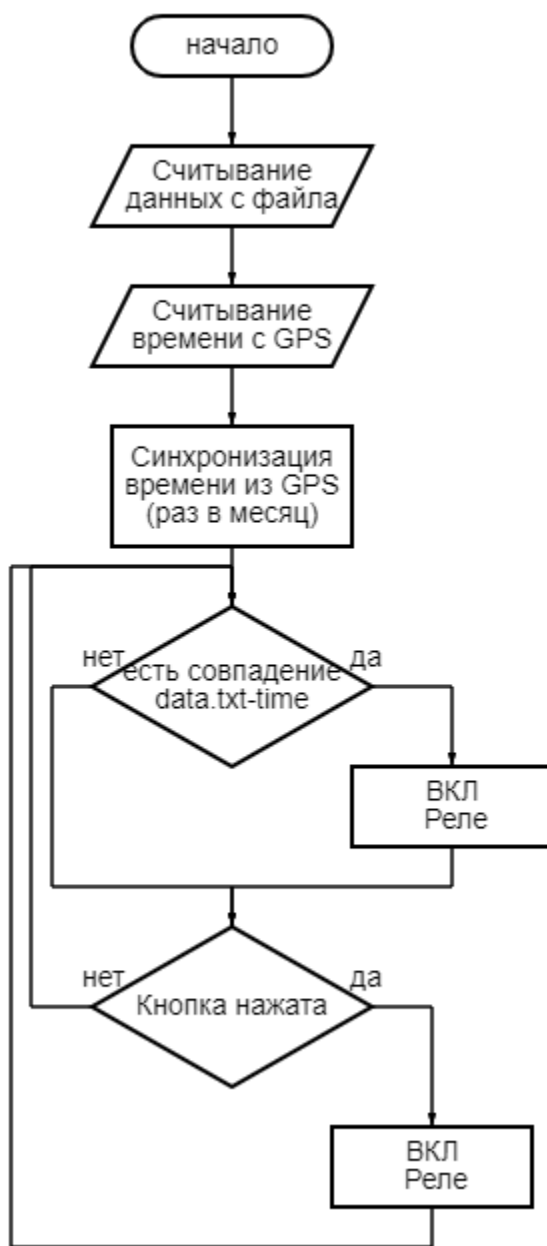 начало
Считывание
данных с файла
Считывание
времени с GPS
Синхронизация
времени из GPS
(раз в месяц)
нет
есть совпадение
да
data.txt-time
ВКЛ
Реле
нет
да
Кнопка нажата
ВКЛ
Реле